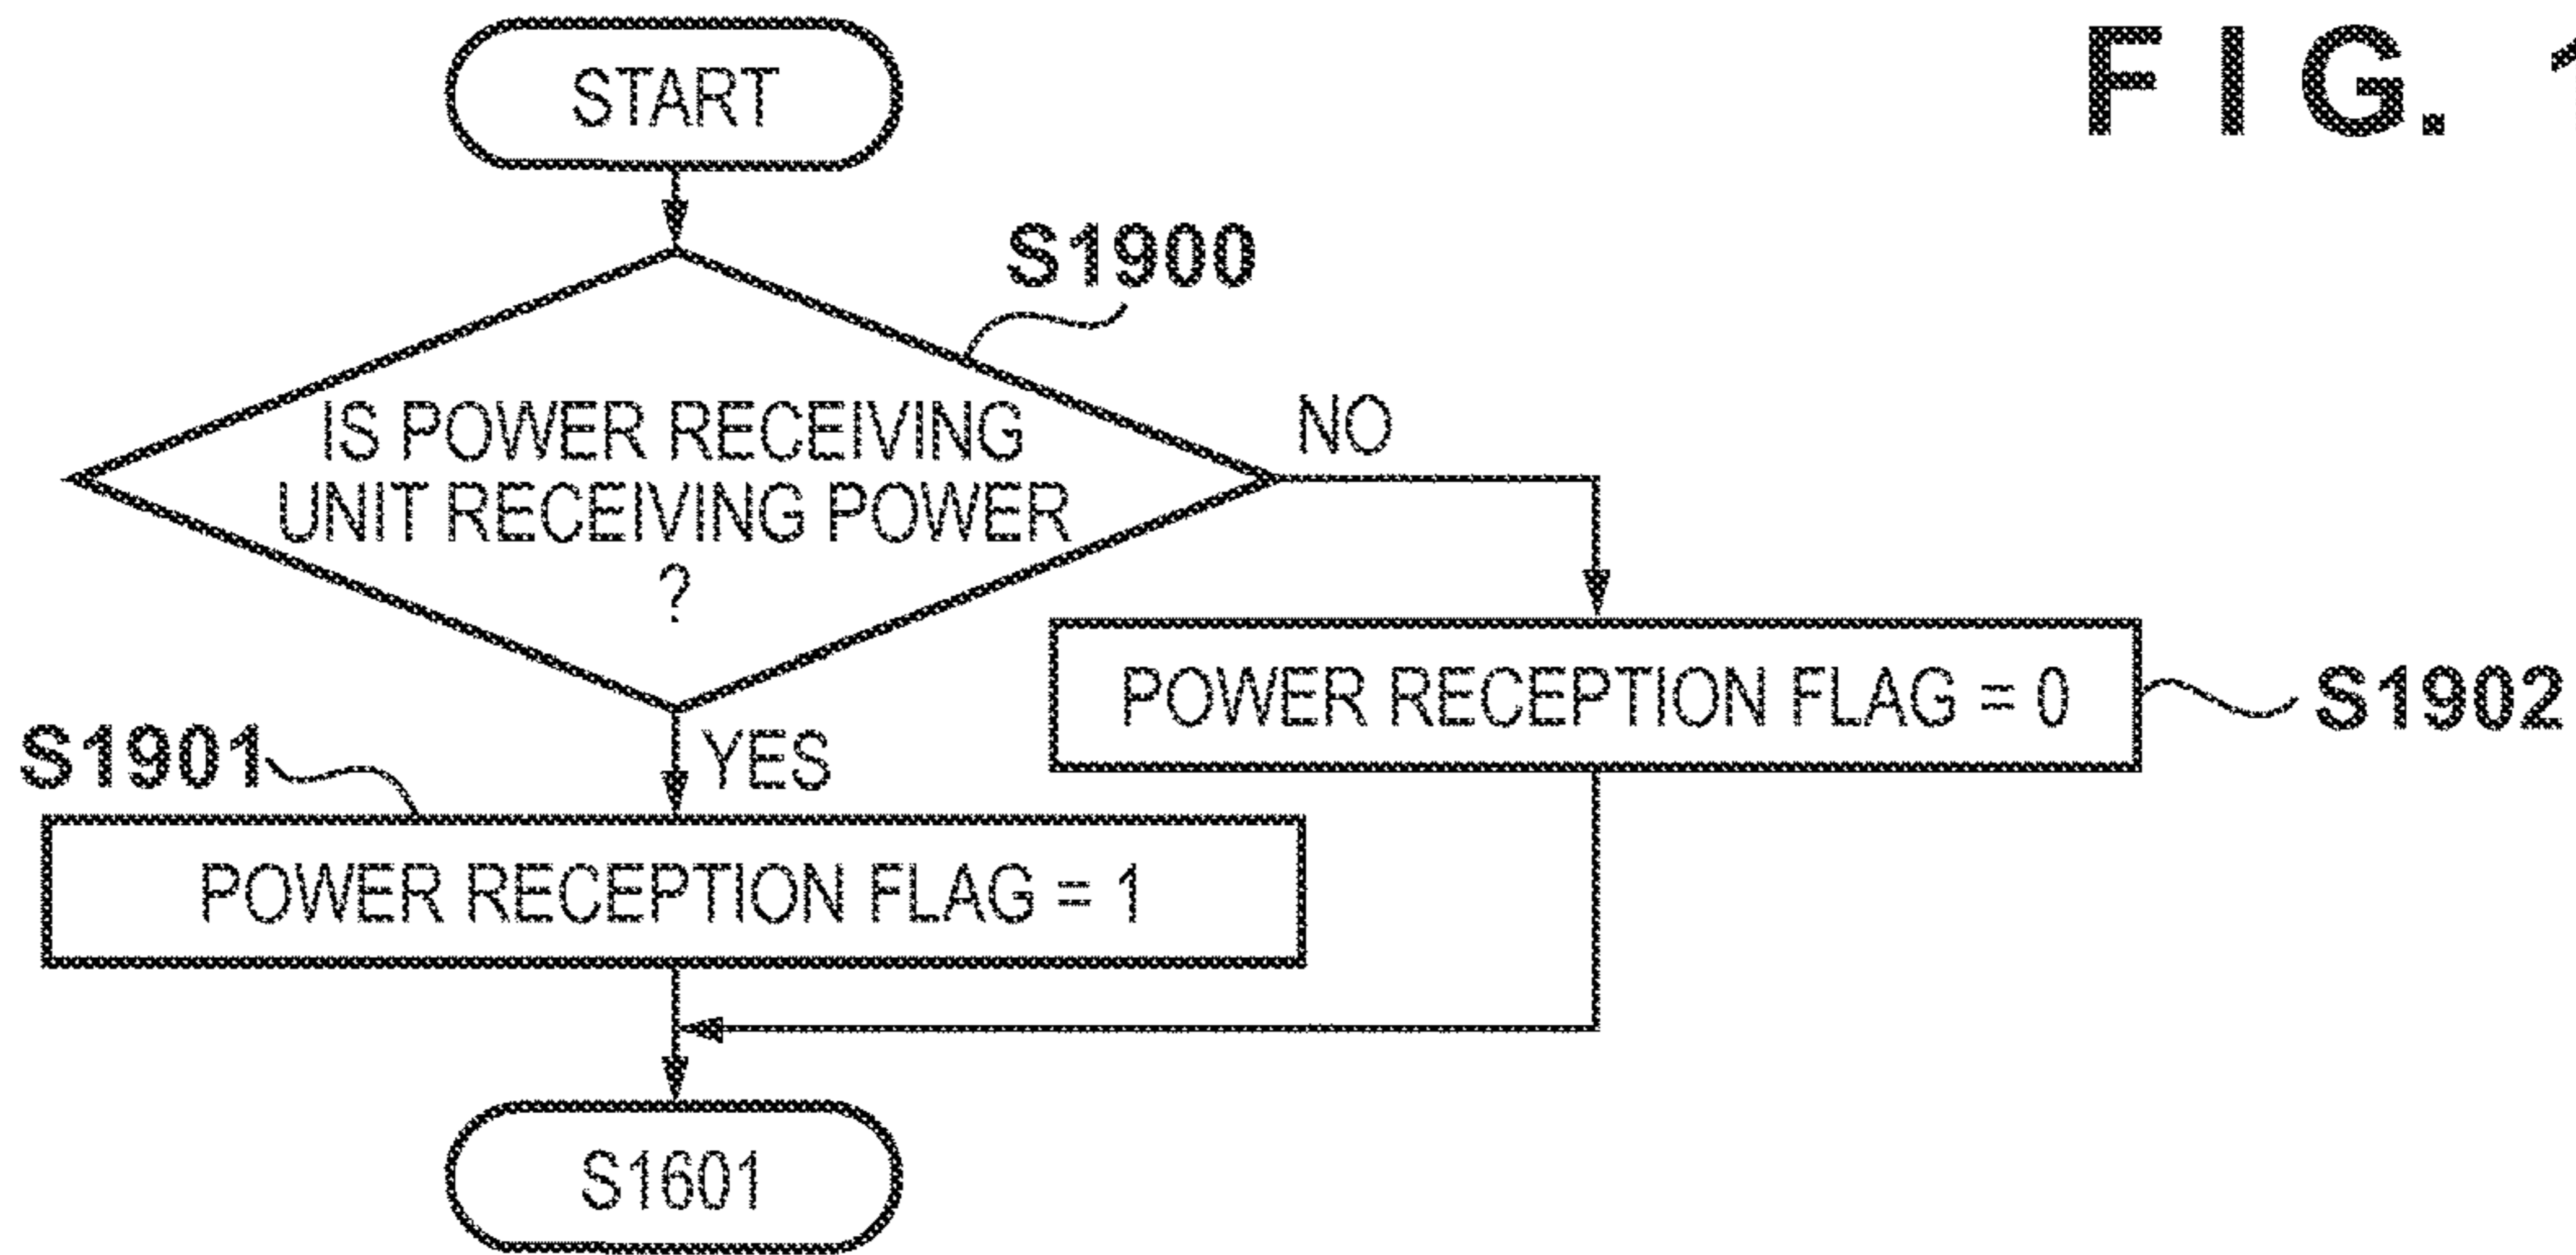 FIG. 1
START
S1900
IS POWER RECEIVING
UNIT RECEIVING POWER
?
NO
YES
POWER RECEPTION FLAG = 0
S1902
S1901
POWER RECEPTION FLAG = 1
S1601